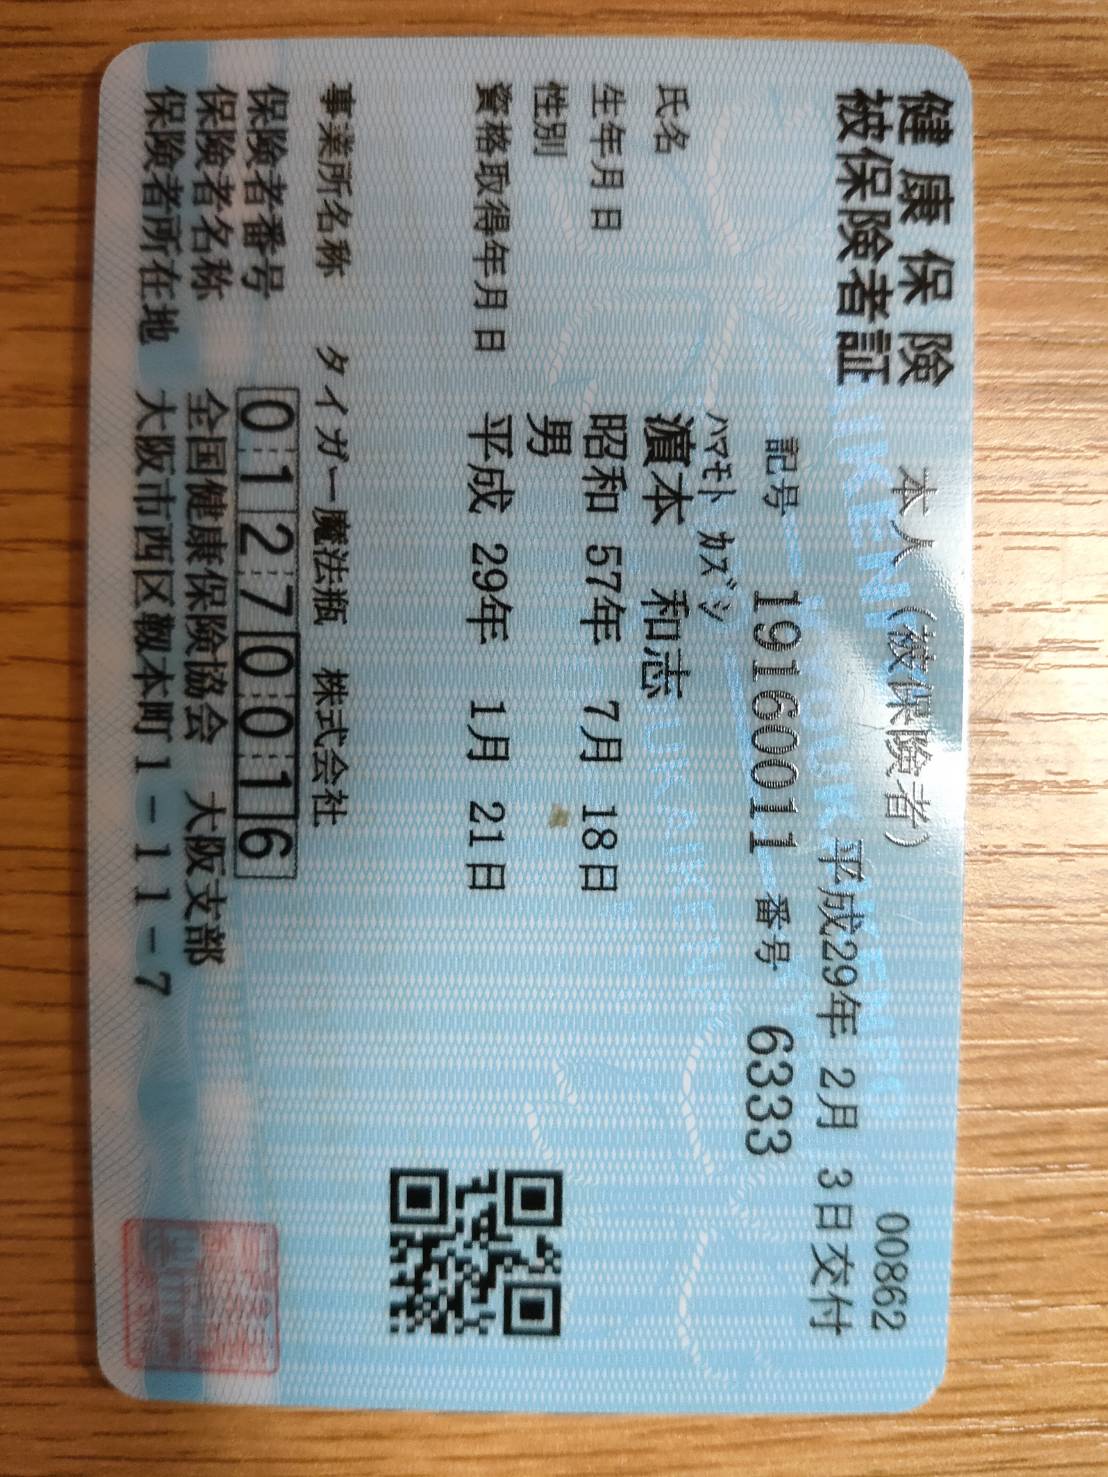 健康保険
被保険者証
本人（被保険者）
00862
平成29年 2月 3日交付
記号 19160011 番号 6333
ﾊﾏﾓﾄ ｶｽﾞｼ
氏名 濵本 和志
生年月日 昭和 57年 7月 18日
性別 男
資格取得年月日 平成 29年 1月 21日
事業所名称 タイガー魔法瓶 株式会社
保険者番号 01270016
保険者名称 全国健康保険協会 大阪支部
保険者所在地 大阪市西区靱本町1-11-7